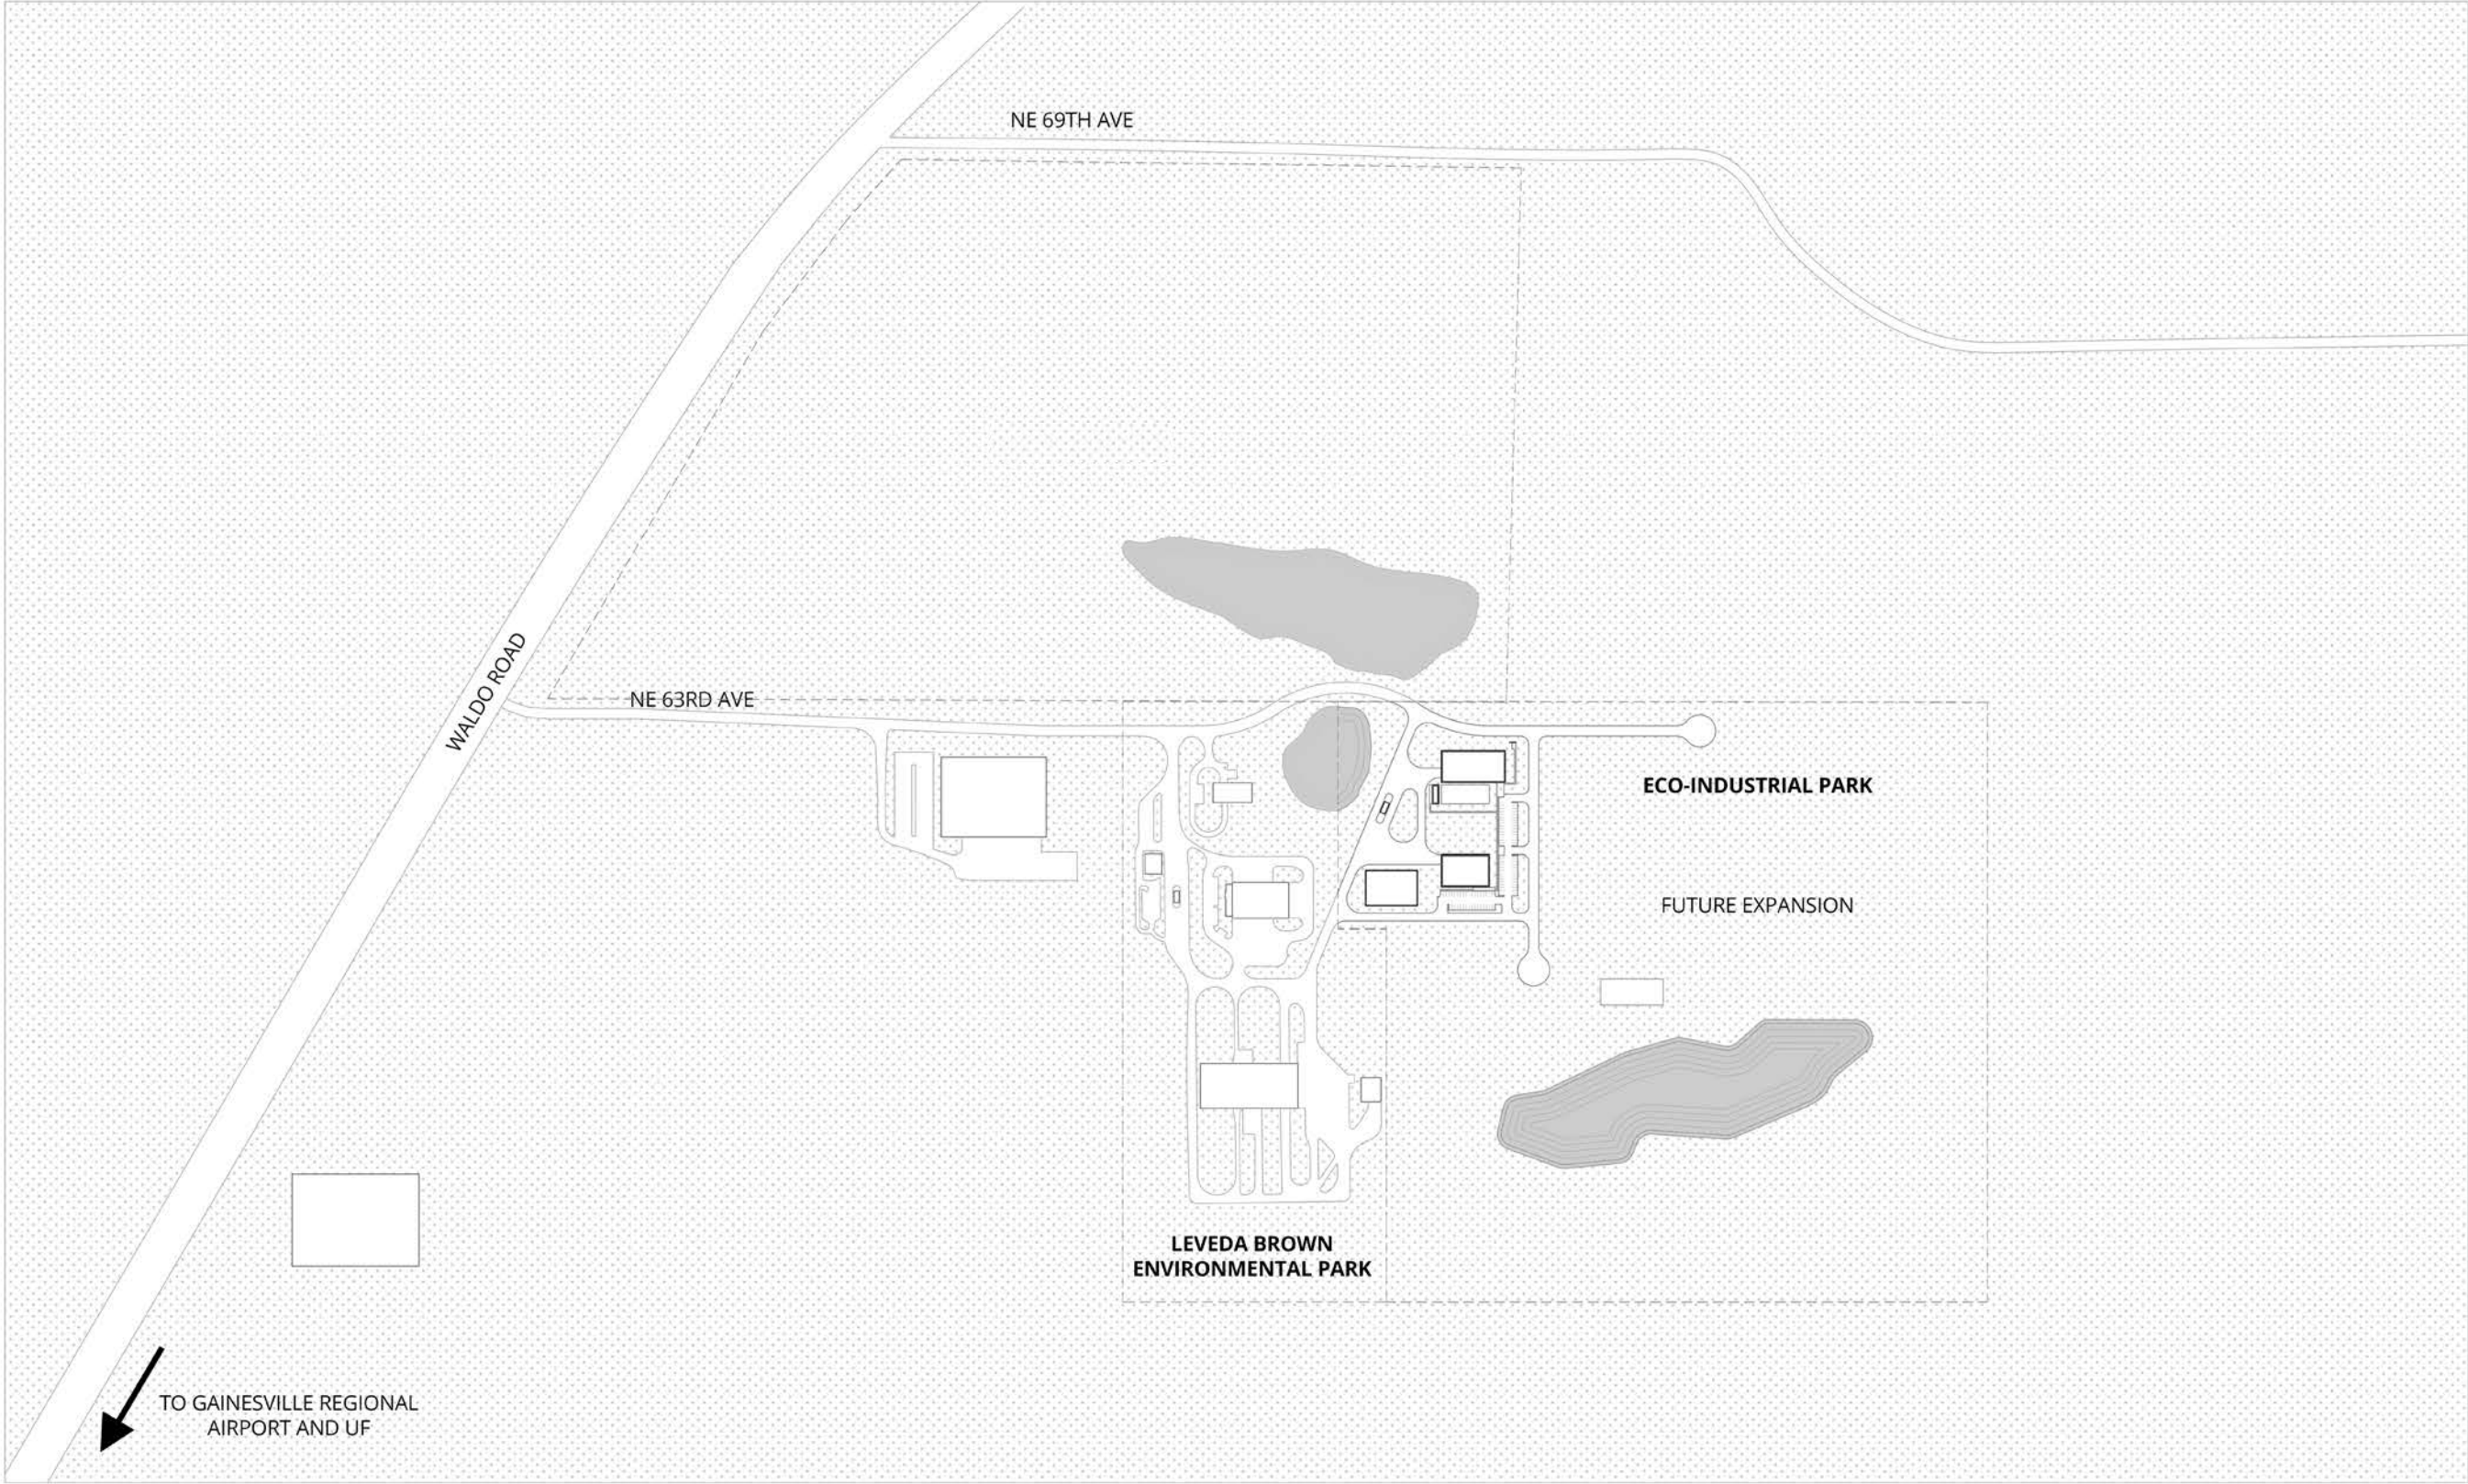 NE 69TH AVE
WALDO ROAD
NE 63RD AVE
ECO-INDUSTRIAL PARK
FUTURE EXPANSION
LEVEDA BROWN
ENVIRONMENTAL PARK
TO GAINESVILLE REGIONAL
AIRPORT AND UF